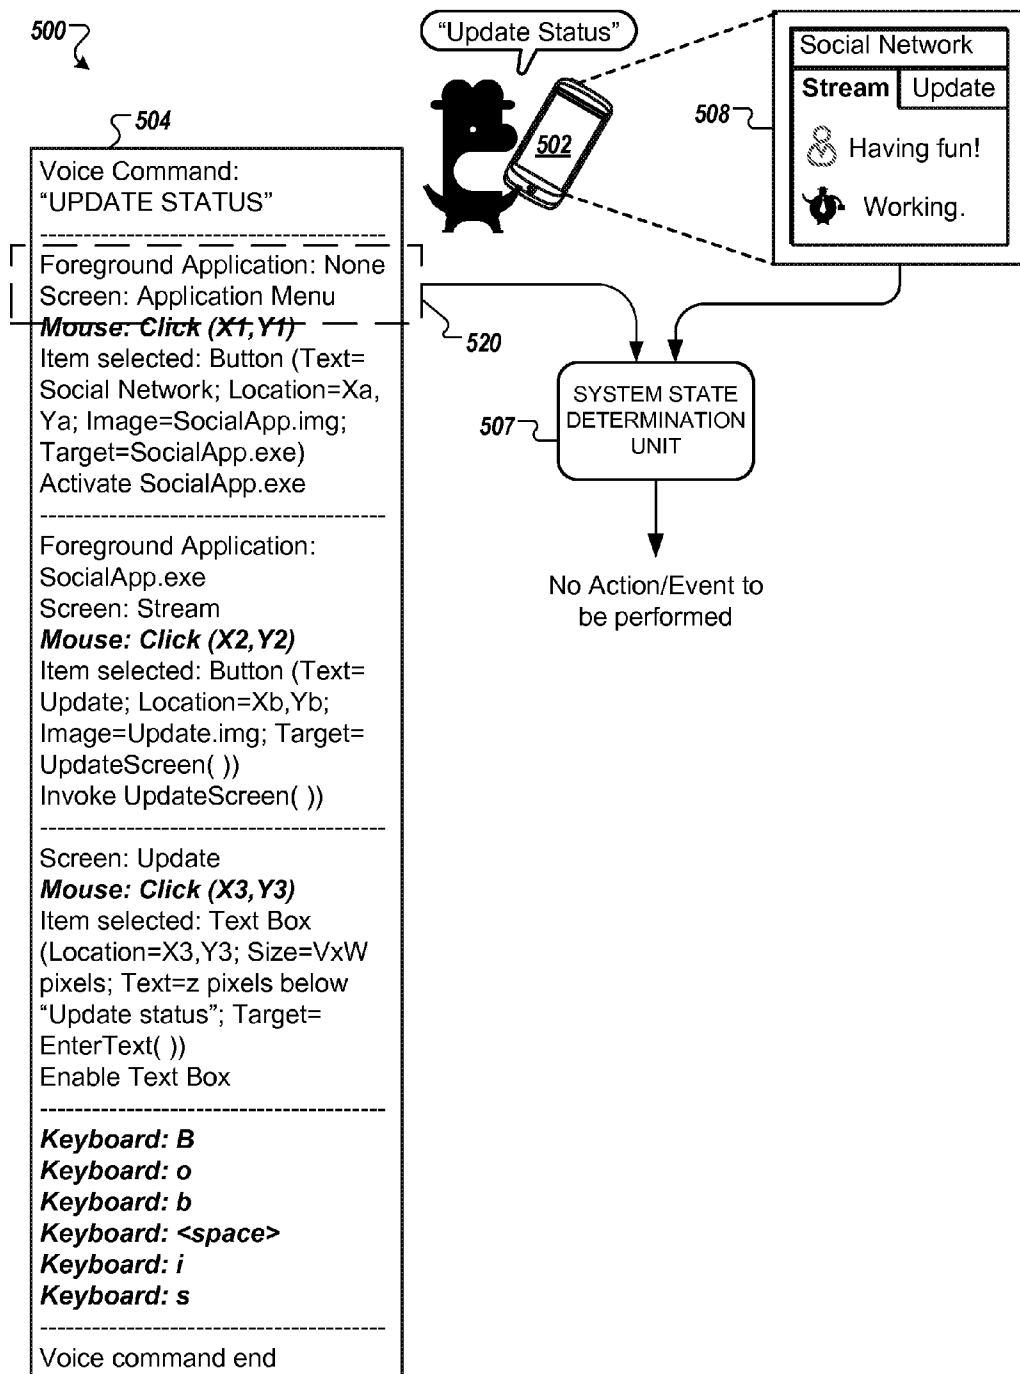 500
"Update Status"
502
508
Social Network
Stream
Update
Having fun!
Working.
504
Voice Command:
"UPDATE STATUS"
Foreground Application: None
Screen: Application Menu
Mouse: Click (X1,Y1)
Item selected: Button (Text=
Social Network; Location=Xa,
Ya; Image=SocialApp.img;
Target=SocialApp.exe)
Activate SocialApp.exe
Foreground Application:
SocialApp.exe
Screen: Stream
Mouse: Click (X2,Y2)
Item selected: Button (Text=
Update; Location=Xb,Yb;
Image=Update.img; Target=
UpdateScreen( ))
Invoke UpdateScreen( ))
Screen: Update
Mouse: Click (X3,Y3)
Item selected: Text Box
(Location=X3,Y3; Size=VxW
pixels; Text=z pixels below
"Update status"; Target=
EnterText( ))
Enable Text Box
Keyboard: B
Keyboard: o
Keyboard: b
Keyboard: <space>
Keyboard: i
Keyboard: s
Voice command end
520
507
SYSTEM STATE
DETERMINATION
UNIT
No Action/Event to
be performed